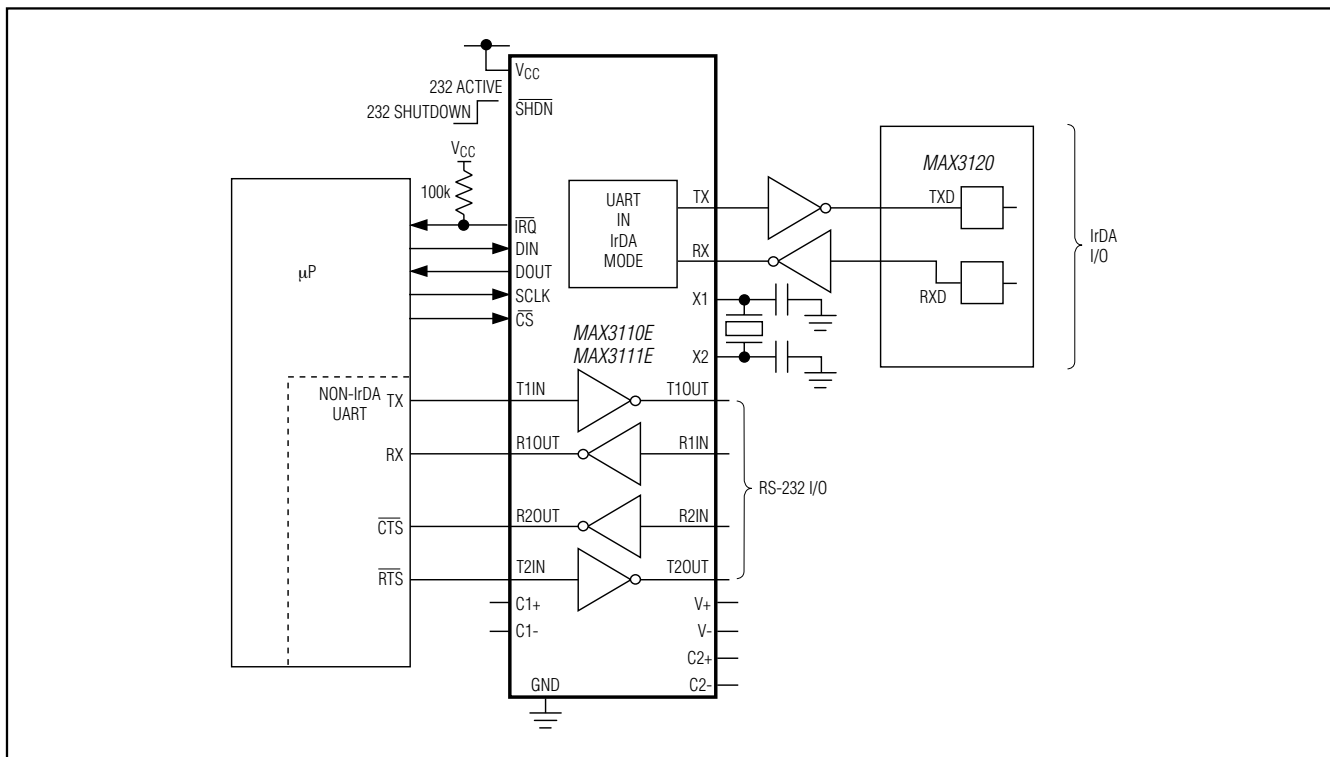 VCC
232 ACTIVE
232 SHUTDOWN
SHDN
VCC
100k
IRQ
DIN
DOUT
SCLK
CS
µP
NON-IrDA
UART
TX
RX
CTS
RTS
UART
IN
IrDA
MODE
TX
RX
X1
X2
MAX3110E
MAX3111E
T1IN
T1OUT
R1OUT
R1IN
R2OUT
R2IN
T2IN
T2OUT
C1+
C1-
V+
V-
C2+
C2-
GND
MAX3120
TXD
RXD
IrDA
I/O
RS-232 I/O